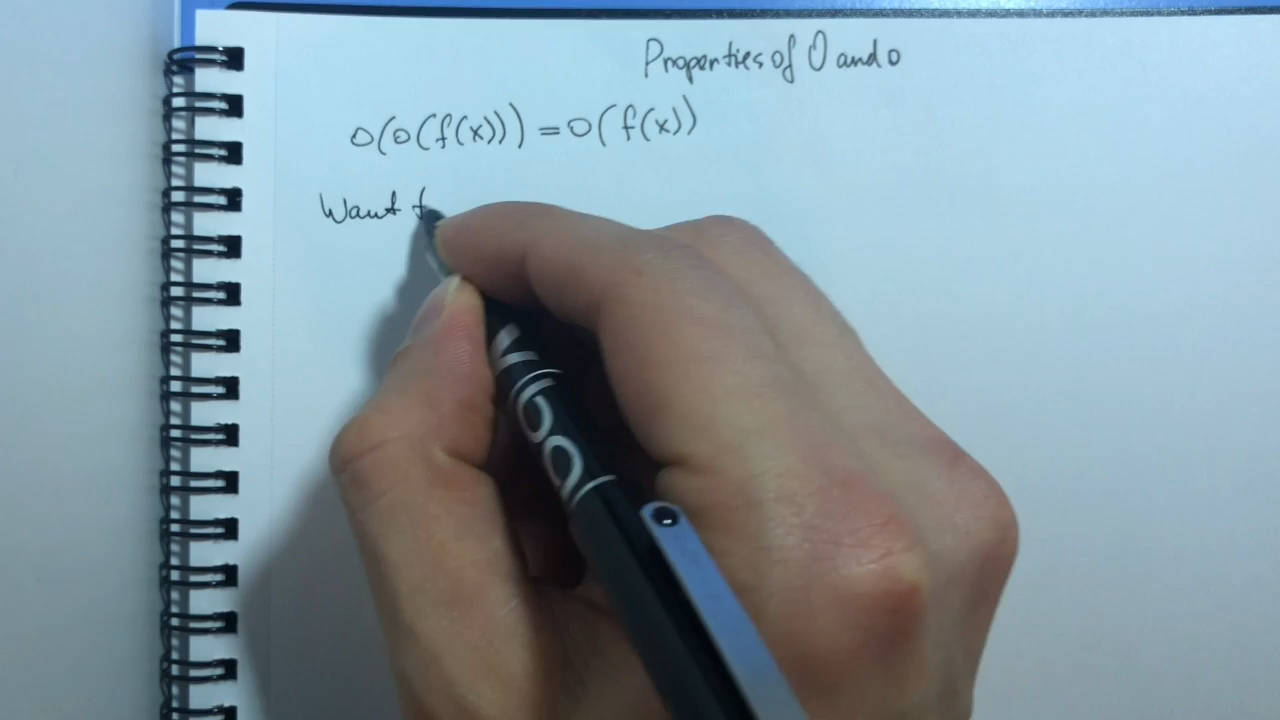 Properties of O and o
o(o(f(x))) = o(f(x))
Want